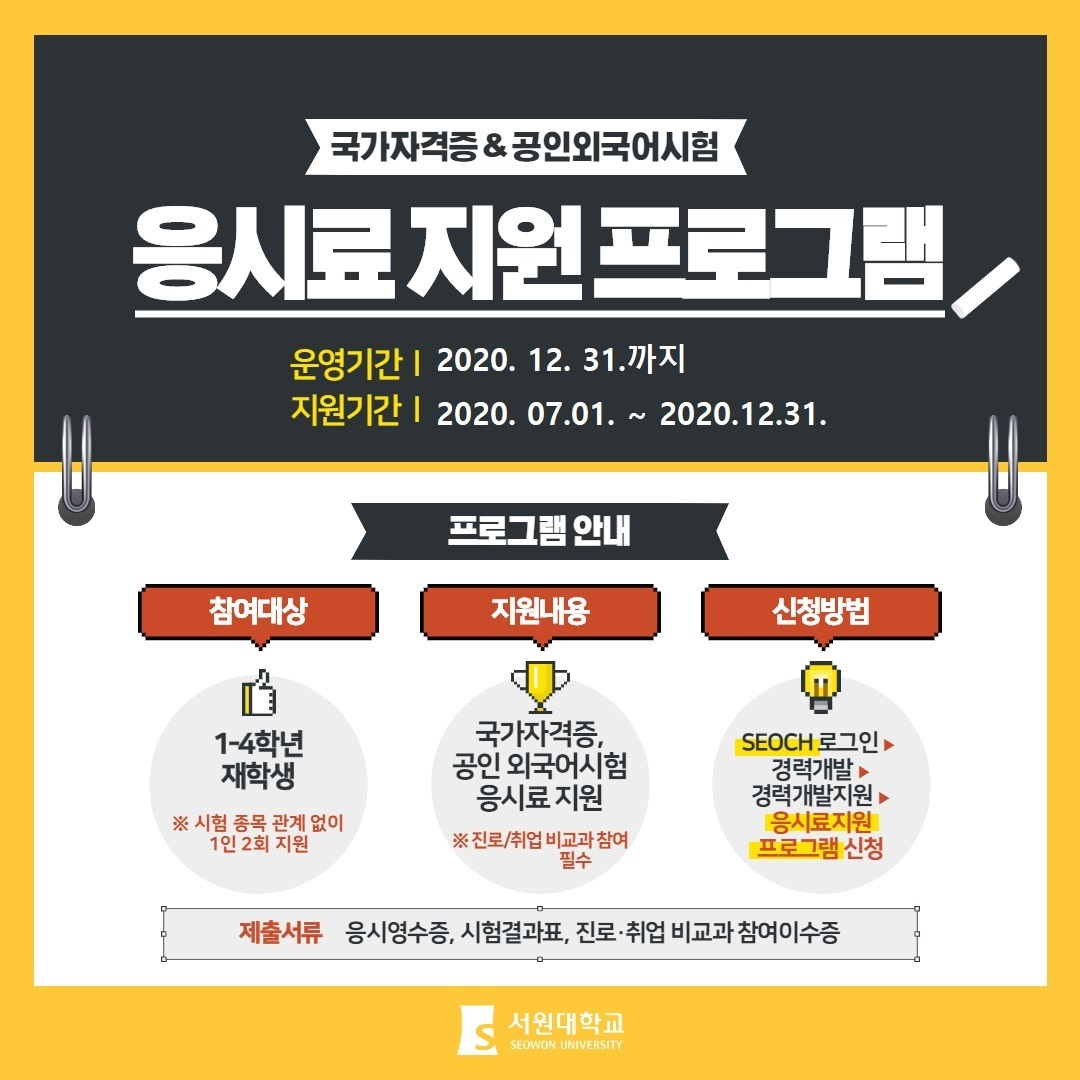 국가자격증 & 공인외국어시험
응시료 지원 프로그램
운영기간 | 2020. 12. 31.까지
지원기간 | 2020. 07.01. ~ 2020.12.31.
프로그램 안내
참여대상
1-4학년
재학생
※ 시험 종목 관계 없이
1인 2회 지원
지원내용
국가자격증,
공인 외국어시험
응시료 지원
※ 진로/취업 비교과 참여
필수
신청방법
SEOCH 로그인 ▶
경력개발 ▶
경력개발지원 ▶
응시료지원
프로그램 신청
제출서류 응시영수증, 시험결과표, 진로·취업 비교과 참여이수증
S 서원대학교
SEOWON UNIVERSITY